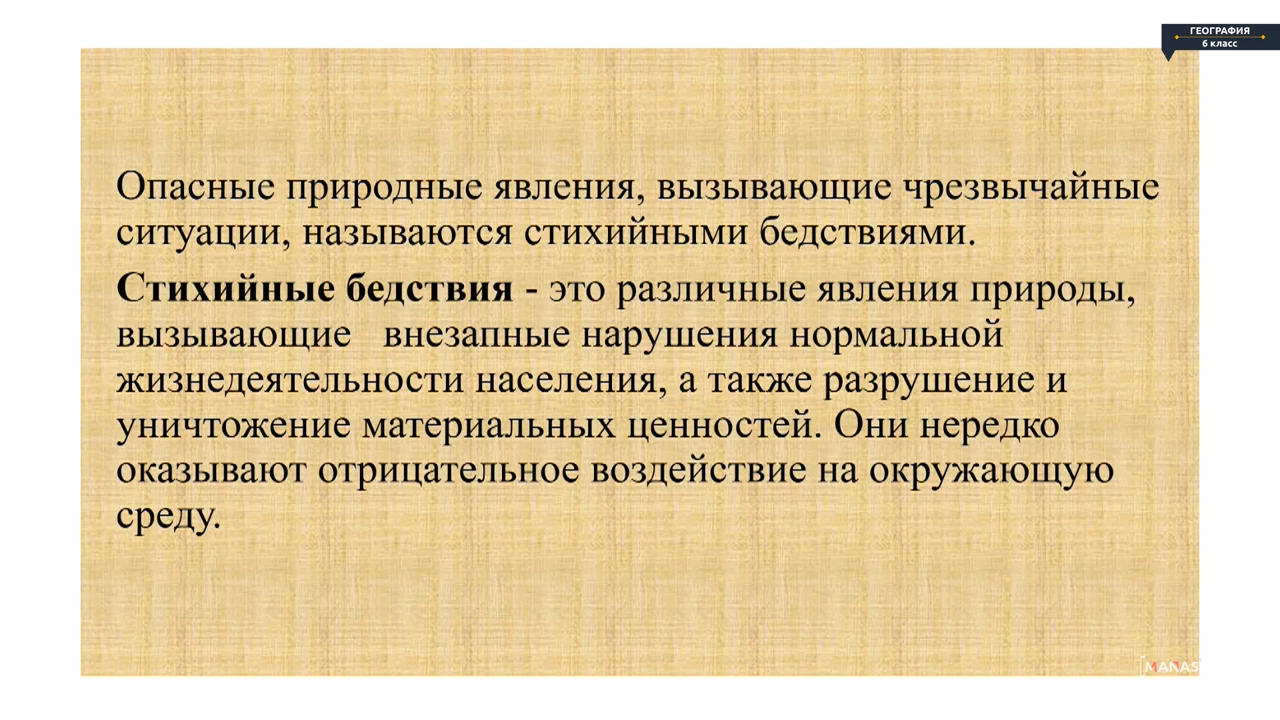 ГЕОГРАФИЯ
6 класс
Опасные природные явления, вызывающие чрезвычайные
ситуации, называются стихийными бедствиями.
Стихийные бедствия - это различные явления природы,
вызывающие внезапные нарушения нормальной
жизнедеятельности населения, а также разрушение и
уничтожение материальных ценностей. Они нередко
оказывают отрицательное воздействие на окружающую
среду.
MANAS